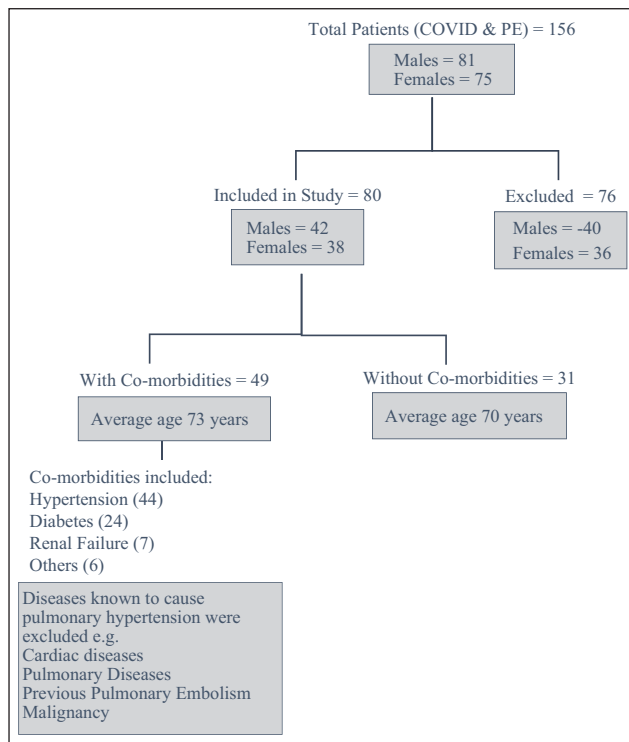 Total Patients (COVID & PE) = 156
Males = 81
Females = 75
Included in Study = 80
Males = 42
Females = 38
Excluded = 76
Males = -40
Females = 36
With Co-morbidities = 49
Average age 73 years
Without Co-morbidities = 31
Average age 70 years
Co-morbidities included:
Hypertension (44)
Diabetes (24)
Renal Failure (7)
Others (6)
Diseases known to cause
pulmonary hypertension were
excluded e.g.
Cardiac diseases
Pulmonary Diseases
Previous Pulmonary Embolism
Malignancy